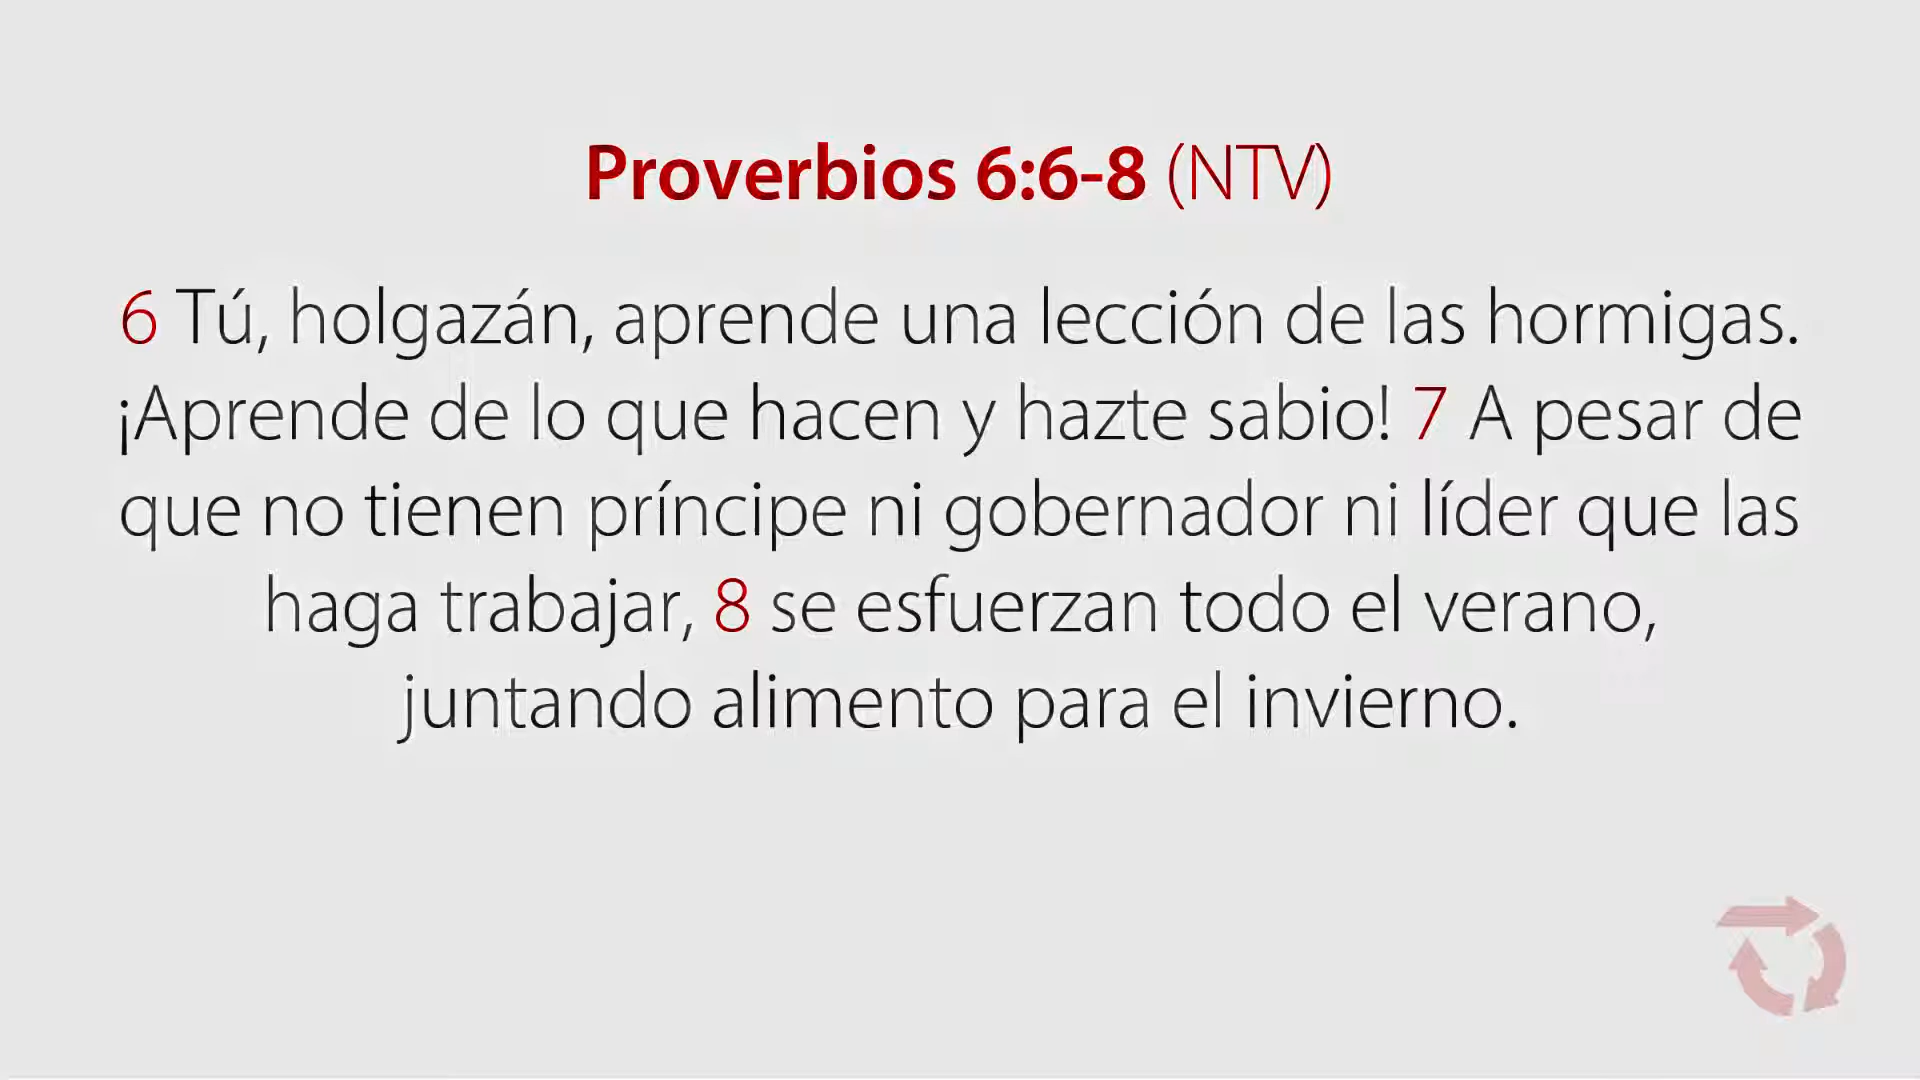 Proverbios 6:6-8 (NTV)
6 Tú, holgazán, aprende una lección de las hormigas.
¡Aprende de lo que hacen y hazte sabio! 7 A pesar de
que no tienen príncipe ni gobernador ni líder que las
haga trabajar, 8 se esfuerzan todo el verano,
juntando alimento para el invierno.